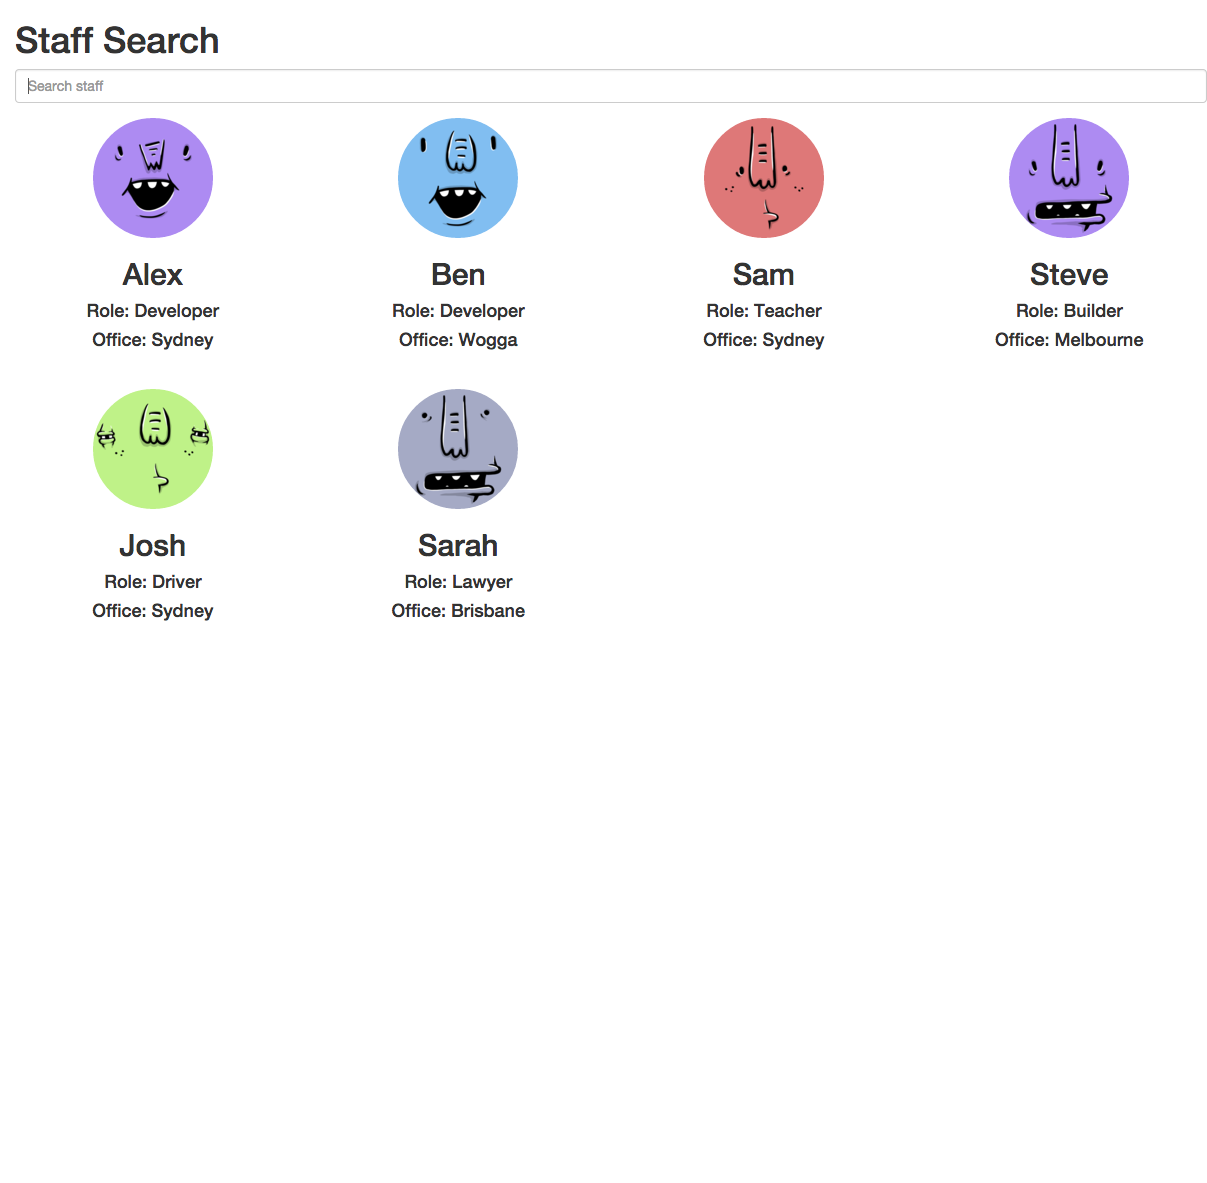 Staff Search
Search staff
Alex
Role: Developer
Office: Sydney
Ben
Role: Developer
Office: Wogga
Sam
Role: Teacher
Office: Sydney
Steve
Role: Builder
Office: Melbourne
Josh
Role: Driver
Office: Sydney
Sarah
Role: Lawyer
Office: Brisbane